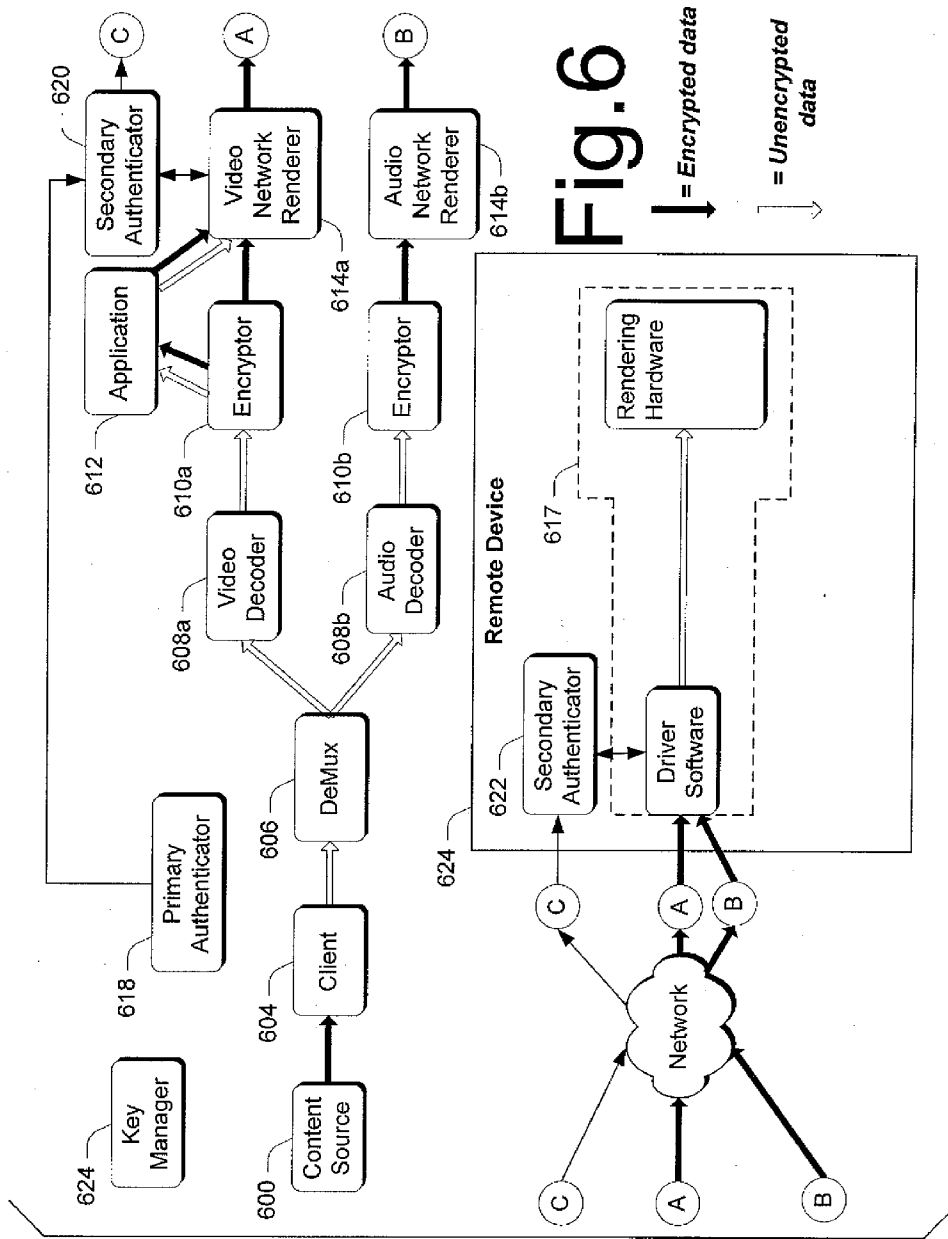 624
Key
Manager
618
Primary
Authenticator
600
Content
Source
604
Client
606
DeMux
608a
Video
Decoder
608b
Audio
Decoder
610a
Encryptor
610b
Encryptor
612
Application
620
Secondary
Authenticator
C
Video
Network
Renderer
614a
A
Audio
Network
Renderer
614b
B
Fig.6
= Encrypted data
= Unencrypted
data
C
A
B
Network
C
A
B
624
Remote Device
622
Secondary
Authenticator
Driver
Software
617
Rendering
Hardware